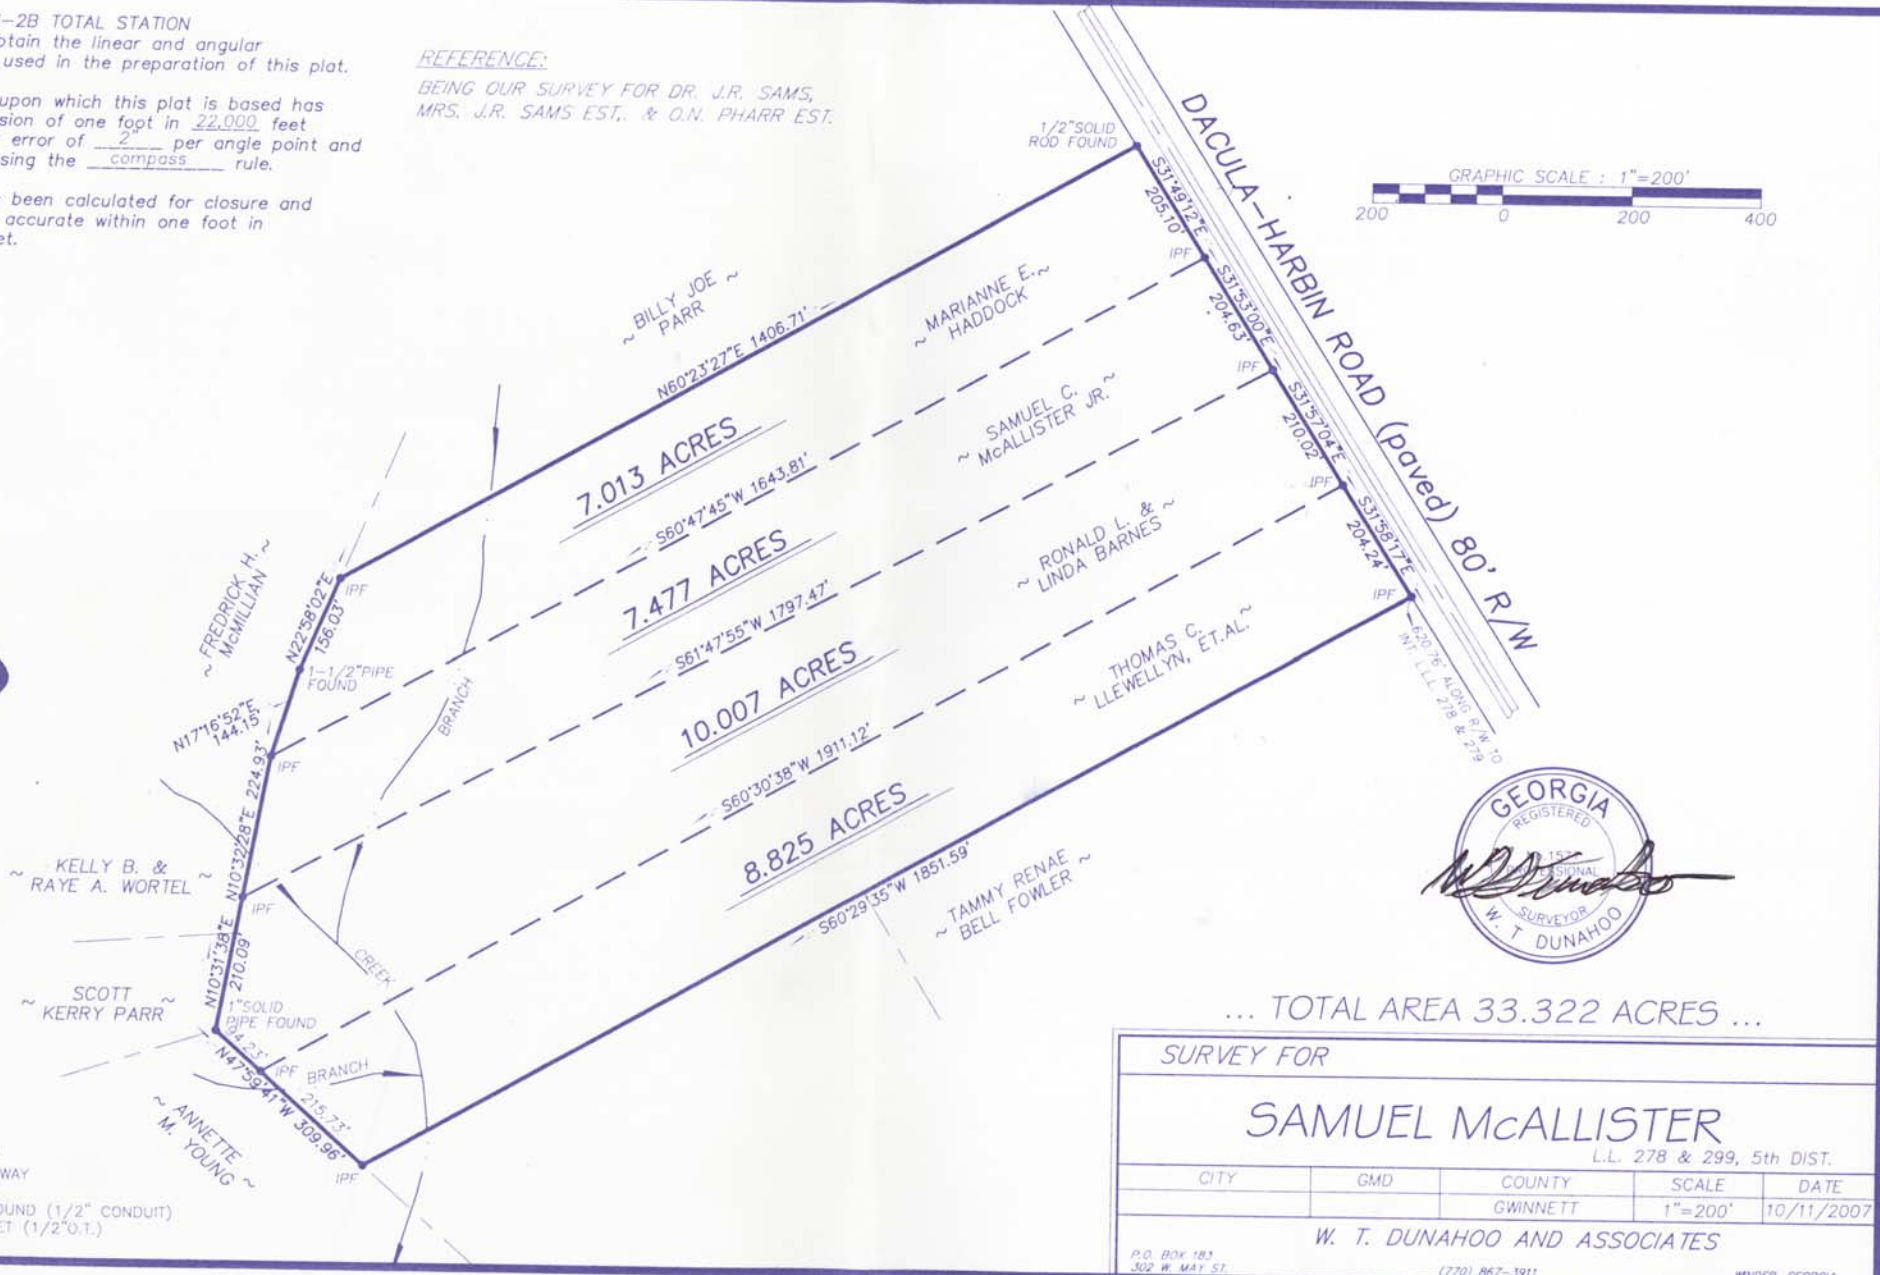 -2B TOTAL STATION
obtain the linear and angular
used in the preparation of this plat.
upon which this plat is based has
sion of one foot in 22,000 feet
error of 2" per angle point and
sing the compass rule.
been calculated for closure and
accurate within one foot in
et.
REFERENCE:
BEING OUR SURVEY FOR DR. J.R. SAMS,
MRS. J.R. SAMS EST,. & O.N. PHARR EST.
1/2"SOLID
ROD FOUND
DACULA-HARBIN ROAD (paved) 80' R/W
GRAPHIC SCALE : 1"=200'
200 0 200 400
S31°49'12"E
205.10'
IPF
S31°53'00"E
204.63'
IPF
S31°57'04"E
210.02'
IPF
S31°58'17"E
204.24'
IPF
620.76' ALONG R/W TO
INT. L.L.L. 278 & 279
~ BILLY JOE ~
PARR
N60°23'27"E 1406.71'
~ MARIANNE E. ~
HADDOCK
7.013 ACRES
S60°47'45"W 1643.81'
~ SAMUEL C. ~
McALLISTER JR.
7.477 ACRES
S61°47'55"W 1797.47'
~ RONALD L. & ~
LINDA BARNES
10.007 ACRES
S60°30'38"W 1911.12'
~ THOMAS C. ~
LLEWELLYN, ET.AL.
8.825 ACRES
S60°29'35"W 1851.59'
~ TAMMY RENAE ~
BELL FOWLER
~ FREDRICK H. ~
McMILLIAN
N22°58'02"E
156.03'
IPF
1-1/2"PIPE
FOUND
N17°16'52"E
144.15'
IPF
BRANCH
N10°32'28"E 224.93'
~ KELLY B. & ~
RAYE A. WORTEL
IPF
CREEK
N10°31'38"E
210.09'
~ SCOTT ~
KERRY PARR
1"SOLID
PIPE FOUND
94.23'
IPF
BRANCH
215.73'
N47°59'41"W 309.96'
IPF
~ ANNETTE
M. YOUNG ~
WAY
OUND (1/2" CONDUIT)
ET (1/2"O.T.)
GEORGIA
REGISTERED
PROFESSIONAL
SURVEYOR
W. T DUNAHOO
... TOTAL AREA 33.322 ACRES ...
SURVEY FOR
SAMUEL McALLISTER
L.L. 278 & 299, 5th DIST.
CITY GMD COUNTY SCALE DATE
GWINNETT 1"=200' 10/11/2007
W. T. DUNAHOO AND ASSOCIATES
P.O. BOX 183
302 W. MAY ST.
(770) 867-3911
WINDER, GEORGIA